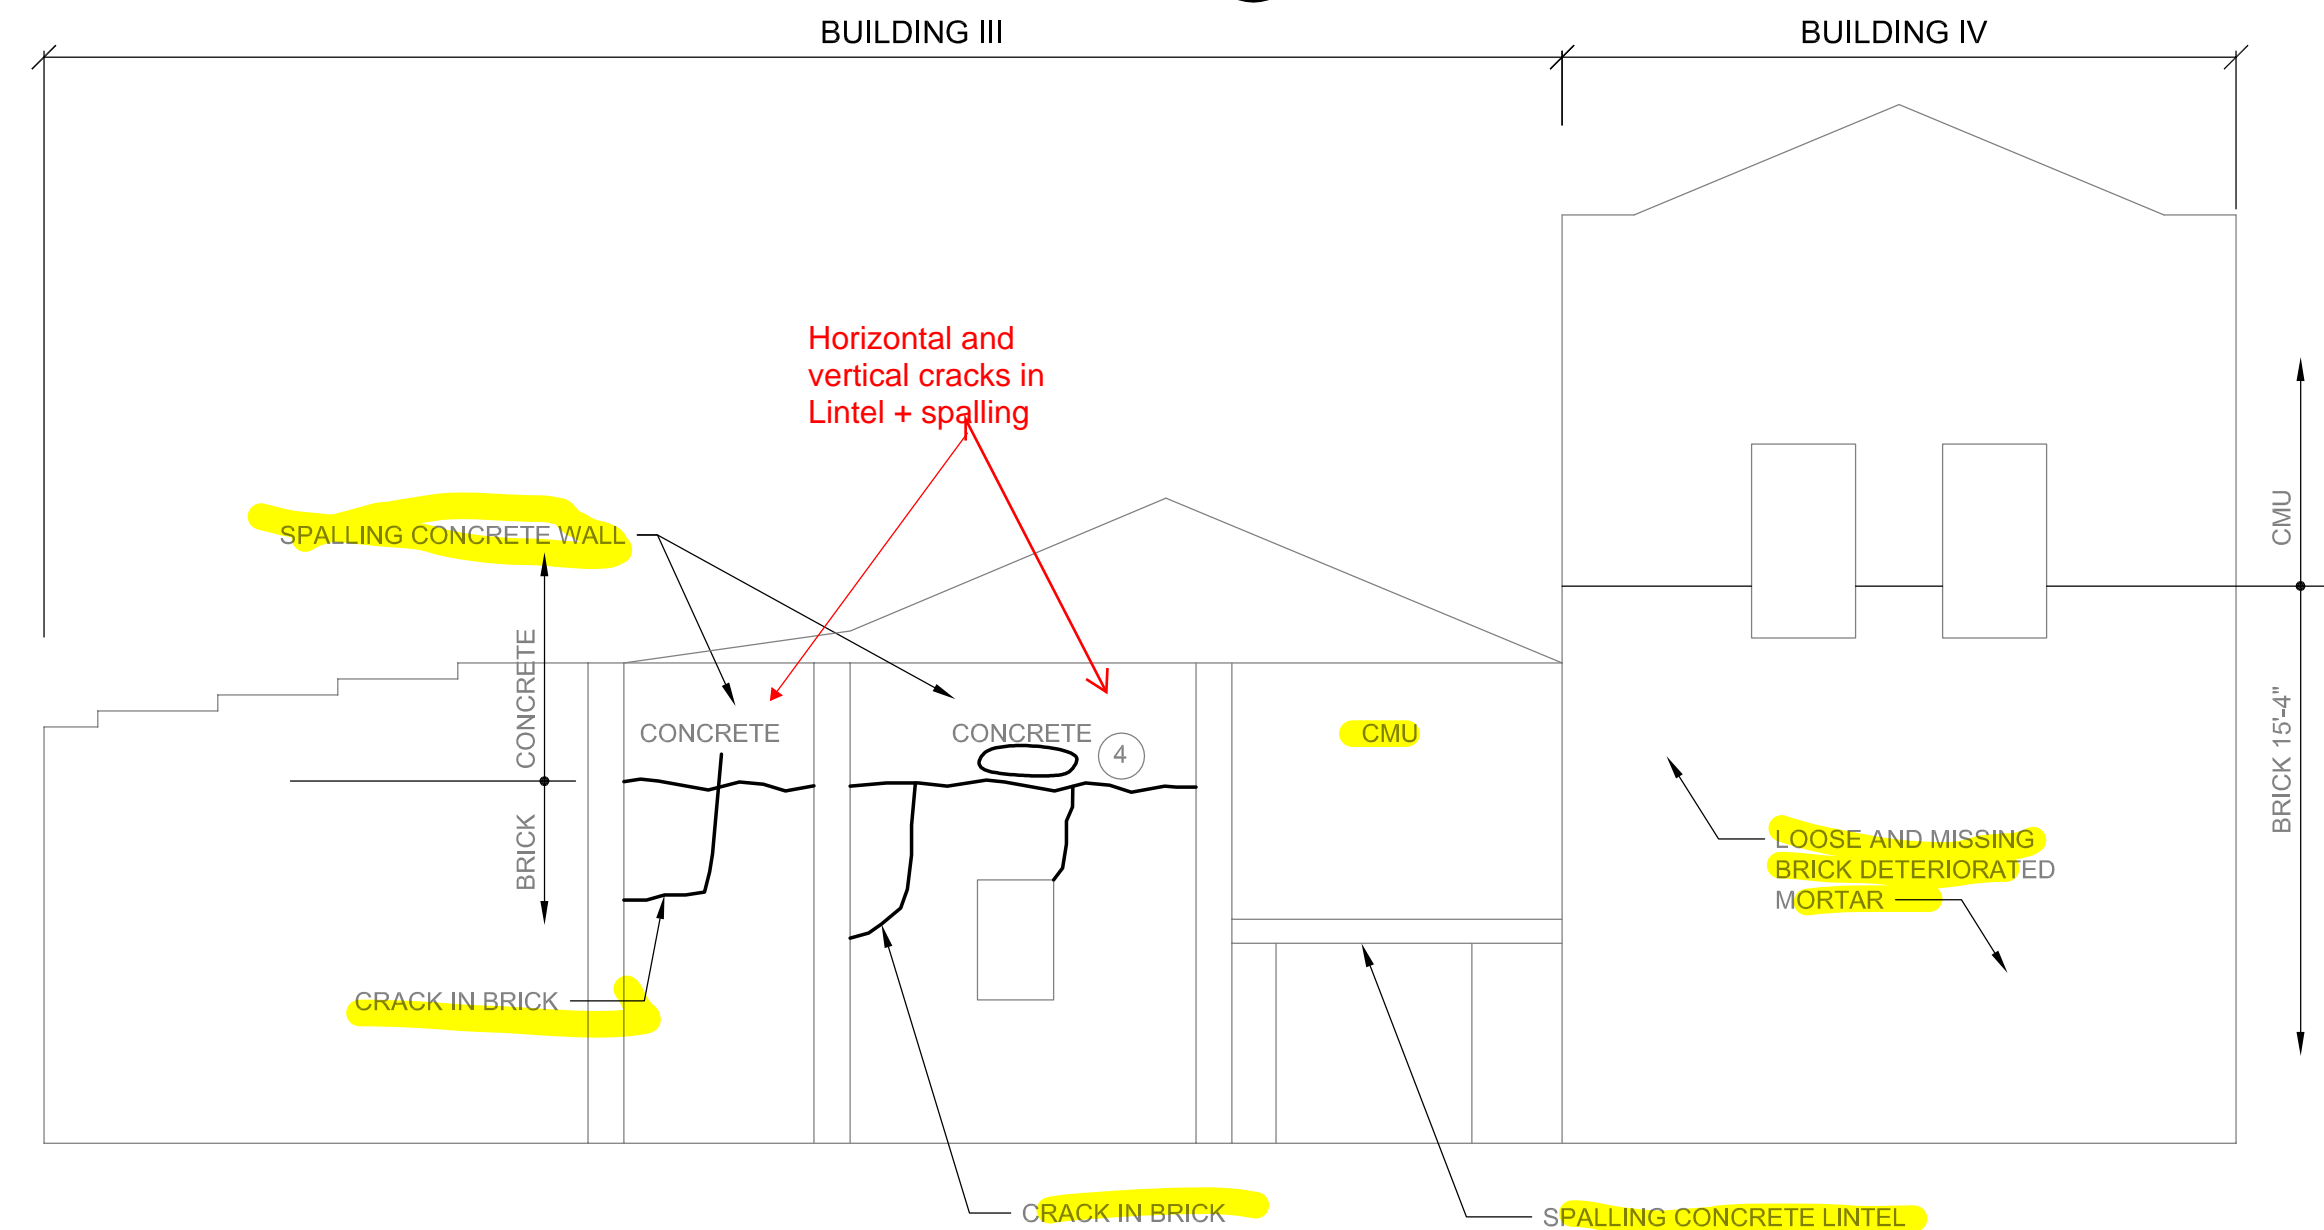 BUILDING III
BUILDING IV
Horizontal and
vertical cracks in
Lintel + spalling
SPALLING CONCRETE WALL
CONCRETE
BRICK
CONCRETE
CONCRETE
4
CMU
CMU
BRICK 15'-4"
LOOSE AND MISSING
BRICK DETERIORATED
MORTAR
CRACK IN BRICK
CRACK IN BRICK
SPALLING CONCRETE LINTEL